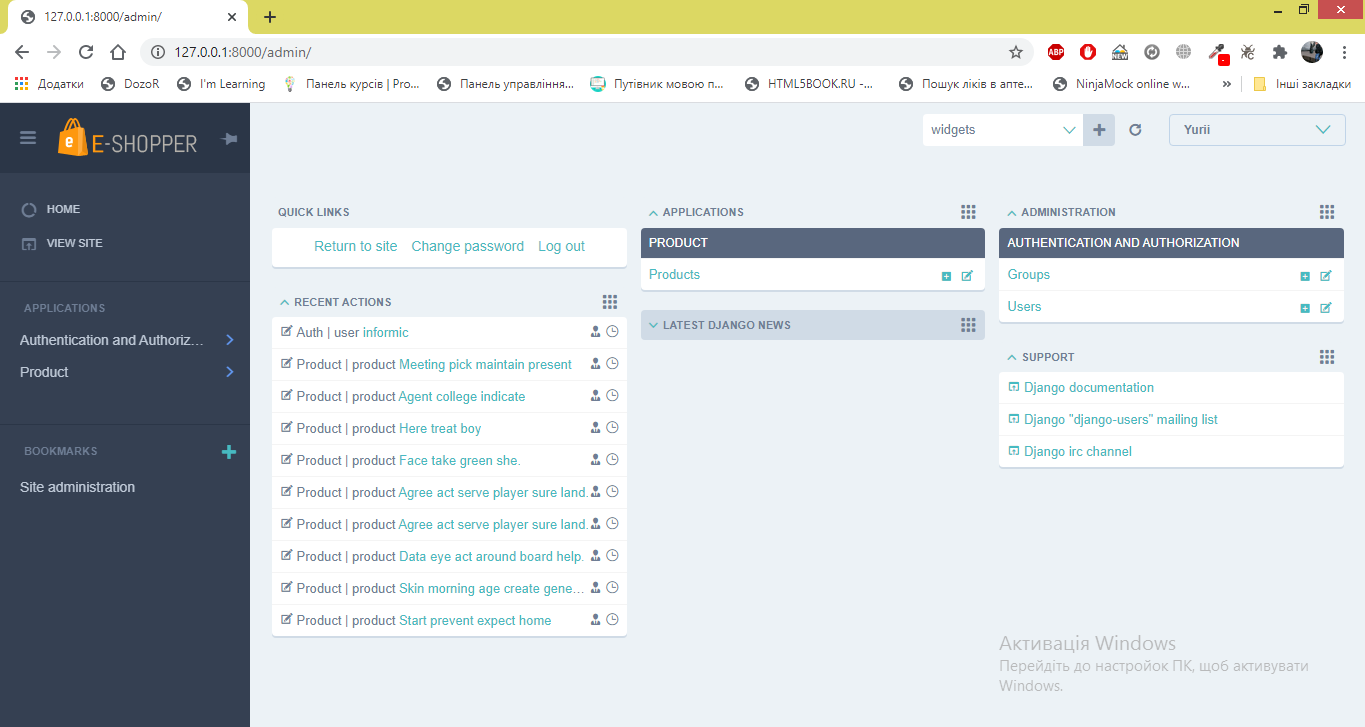 127.0.0.1:8000/admin/
127.0.0.1:8000/admin/
ABP
NEW
Додатки
DozoR
I'm Learning
Панель курсів | Pro...
Панель управління...
Путівник мовою п...
HTML5BOOK.RU -...
Пошук ліків в апте...
NinjaMock online w...
»
Інші закладки
e E-SHOPPER
HOME
VIEW SITE
APPLICATIONS
Authentication and Authoriz...
Product
BOOKMARKS
Site administration
widgets
Yurii
QUICK LINKS
Return to site Change password Log out
RECENT ACTIONS
Auth | user informic
Product | product Meeting pick maintain present
Product | product Agent college indicate
Product | product Here treat boy
Product | product Face take green she.
Product | product Agree act serve player sure land.
Product | product Agree act serve player sure land.
Product | product Data eye act around board help.
Product | product Skin morning age create gene...
Product | product Start prevent expect home
APPLICATIONS
PRODUCT
Products
LATEST DJANGO NEWS
ADMINISTRATION
AUTHENTICATION AND AUTHORIZATION
Groups
Users
SUPPORT
Django documentation
Django "django-users" mailing list
Django irc channel
Активація Windows
Перейдіть до настройок ПК, щоб активувати
Windows.